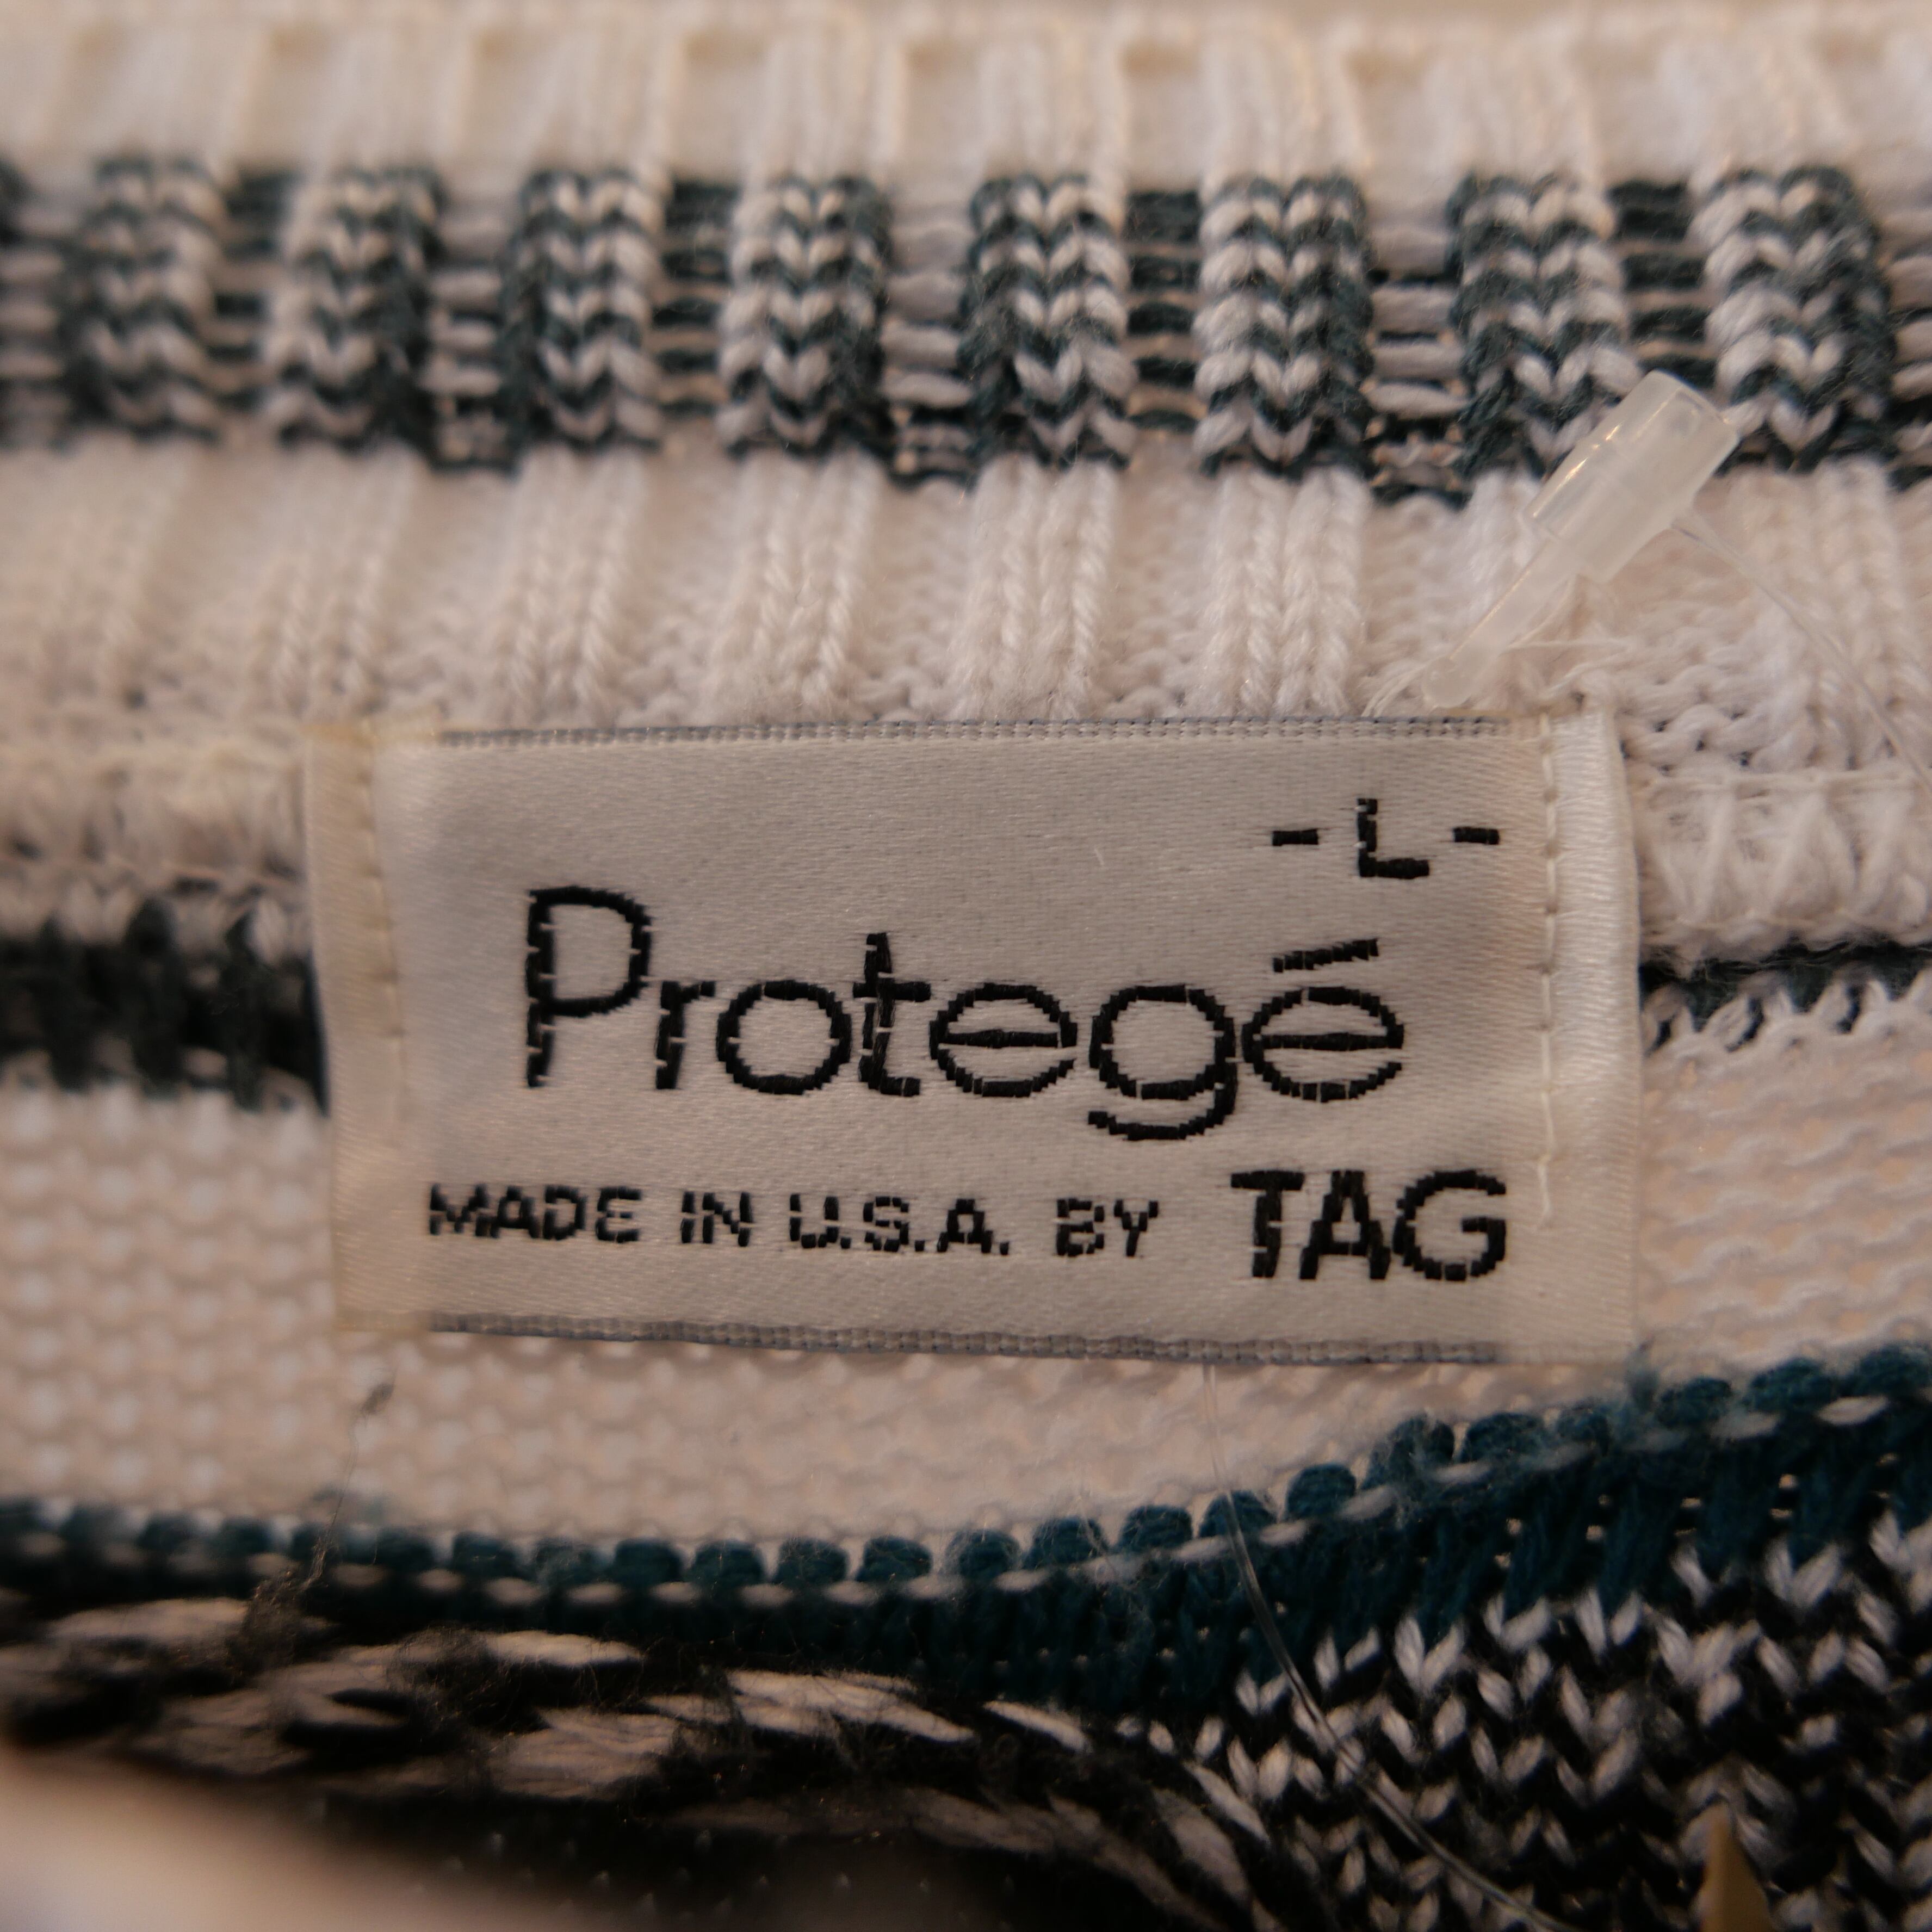 -L-
Protegé
MADE IN U.S.A. BY TAG